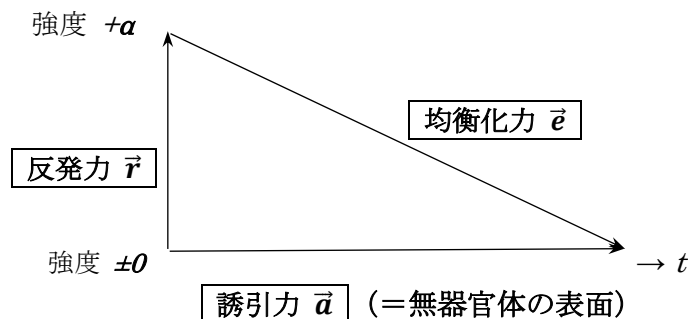 強度 +α
均衡化力 e⃗
反発力 r⃗
強度 ±0
→ t
誘引力 a⃗ (=無器官体の表面)